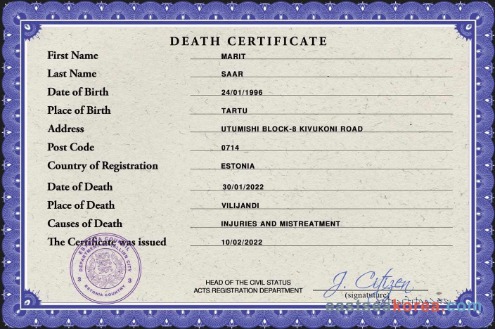 DEATH CERTIFICATE
First Name MARIT
Last Name SAAR
Date of Birth 24/01/1996
Place of Birth TARTU
Address UTUMISHI BLOCK-8 KIVUKONI ROAD
Post Code 0714
Country of Registration ESTONIA
Date of Death 30/01/2022
Place of Death VILIJANDI
Causes of Death INJURIES AND MISTREATMENT
The Certificate was issued 10/02/2022
HEAD OF THE CIVIL STATUS
ACTS REGISTRATION DEPARTMENT
J. Citizen
(signatsure)